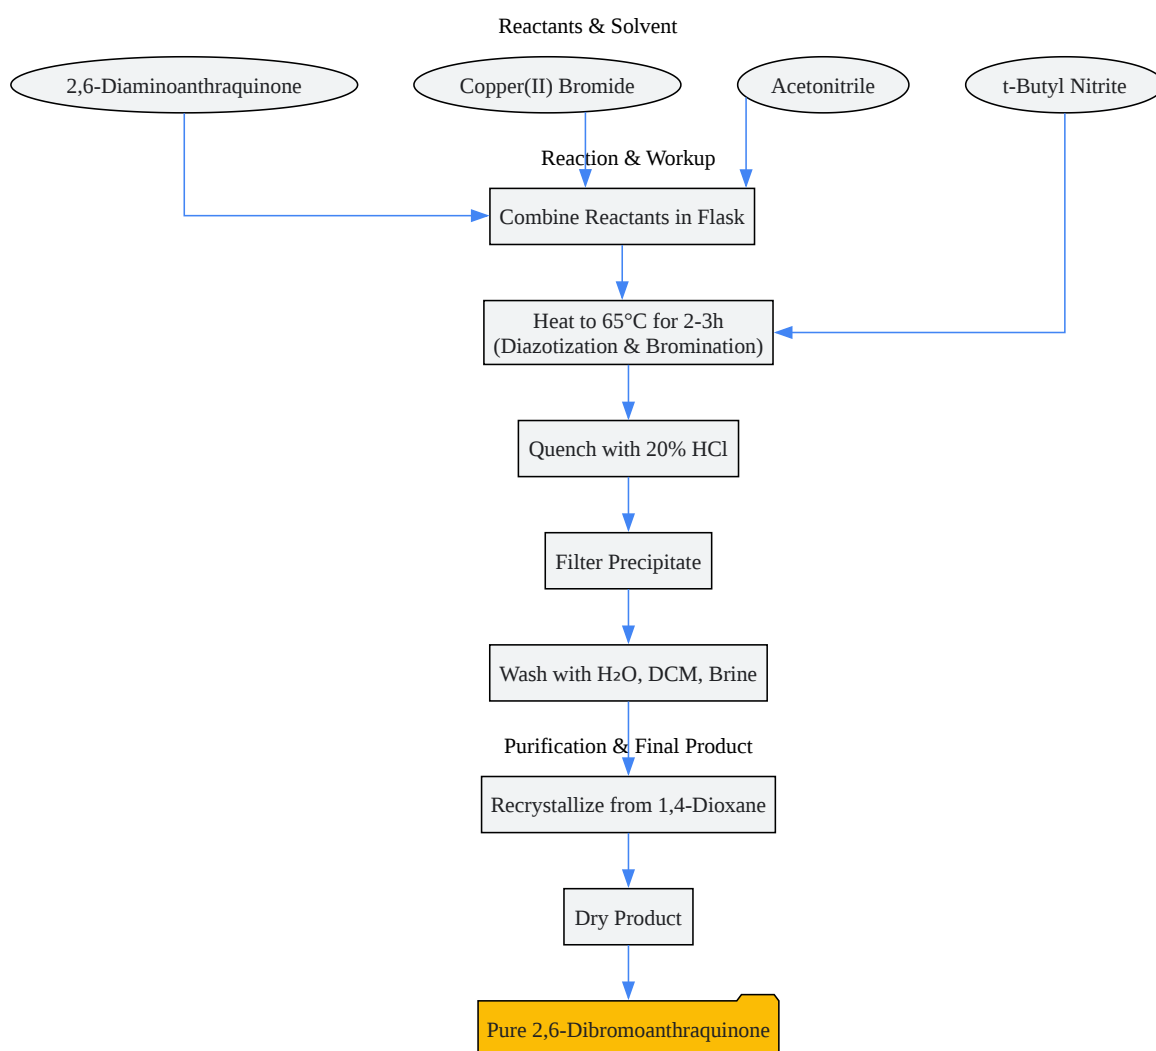 Reactants & Solvent
2,6-Diaminoanthraquinone
Copper(II) Bromide
Acetonitrile
t-Butyl Nitrite
Reaction & Workup
Combine Reactants in Flask
Heat to 65°C for 2-3h
(Diazotization & Bromination)
Quench with 20% HCl
Filter Precipitate
Wash with H₂O, DCM, Brine
Purification & Final Product
Recrystallize from 1,4-Dioxane
Dry Product
Pure 2,6-Dibromoanthraquinone